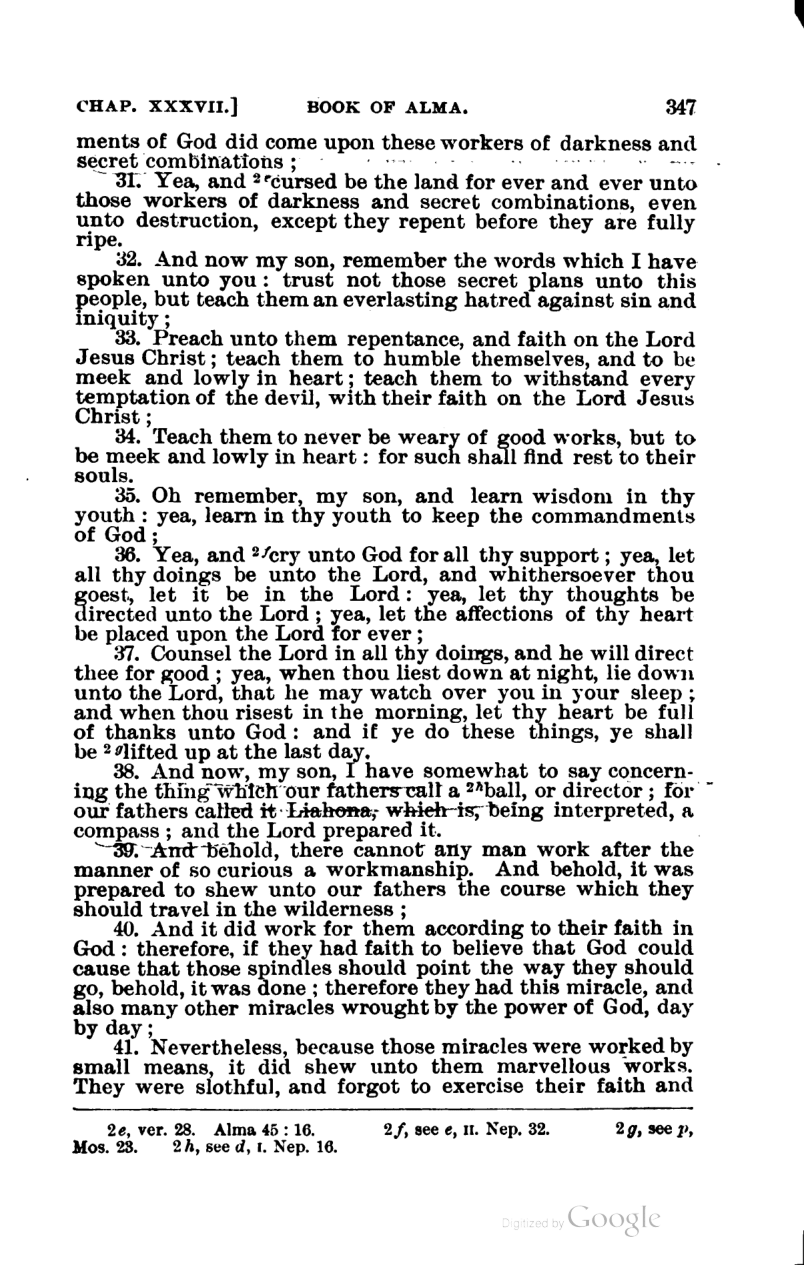 CHAP. XXXVII.] BOOK OF ALMA. 347
ments of God did come upon these workers of darkness and
secret combinations ;
31. Yea, and ²ᵉcursed be the land for ever and ever unto
those workers of darkness and secret combinations, even
unto destruction, except they repent before they are fully
ripe.
32. And now my son, remember the words which I have
spoken unto you : trust not those secret plans unto this
people, but teach them an everlasting hatred against sin and
iniquity ;
33. Preach unto them repentance, and faith on the Lord
Jesus Christ ; teach them to humble themselves, and to be
meek and lowly in heart ; teach them to withstand every
temptation of the devil, with their faith on the Lord Jesus
Christ ;
34. Teach them to never be weary of good works, but to
be meek and lowly in heart : for such shall find rest to their
souls.
35. Oh remember, my son, and learn wisdom in thy
youth : yea, learn in thy youth to keep the commandments
of God ;
36. Yea, and ²ᶠcry unto God for all thy support ; yea, let
all thy doings be unto the Lord, and whithersoever thou
goest, let it be in the Lord : yea, let thy thoughts be
directed unto the Lord ; yea, let the affections of thy heart
be placed upon the Lord for ever ;
37. Counsel the Lord in all thy doings, and he will direct
thee for good ; yea, when thou liest down at night, lie down
unto the Lord, that he may watch over you in your sleep ;
and when thou risest in the morning, let thy heart be full
of thanks unto God : and if ye do these things, ye shall
be ²ᵍlifted up at the last day.
38. And now, my son, I have somewhat to say concern-
ing the thing which our fathers call a ²ʰball, or director ; for
our fathers called it Liahona, which is, being interpreted, a
compass ; and the Lord prepared it.
39. And behold, there cannot any man work after the
manner of so curious a workmanship. And behold, it was
prepared to shew unto our fathers the course which they
should travel in the wilderness ;
40. And it did work for them according to their faith in
God : therefore, if they had faith to believe that God could
cause that those spindles should point the way they should
go, behold, it was done ; therefore they had this miracle, and
also many other miracles wrought by the power of God, day
by day ;
41. Nevertheless, because those miracles were worked by
small means, it did shew unto them marvellous works.
They were slothful, and forgot to exercise their faith and
2e, ver. 28. Alma 45 : 16. 2f, see e, II. Nep. 32. 2g, see p,
Mos. 23. 2h, see d, I. Nep. 16.
Digitized by Google